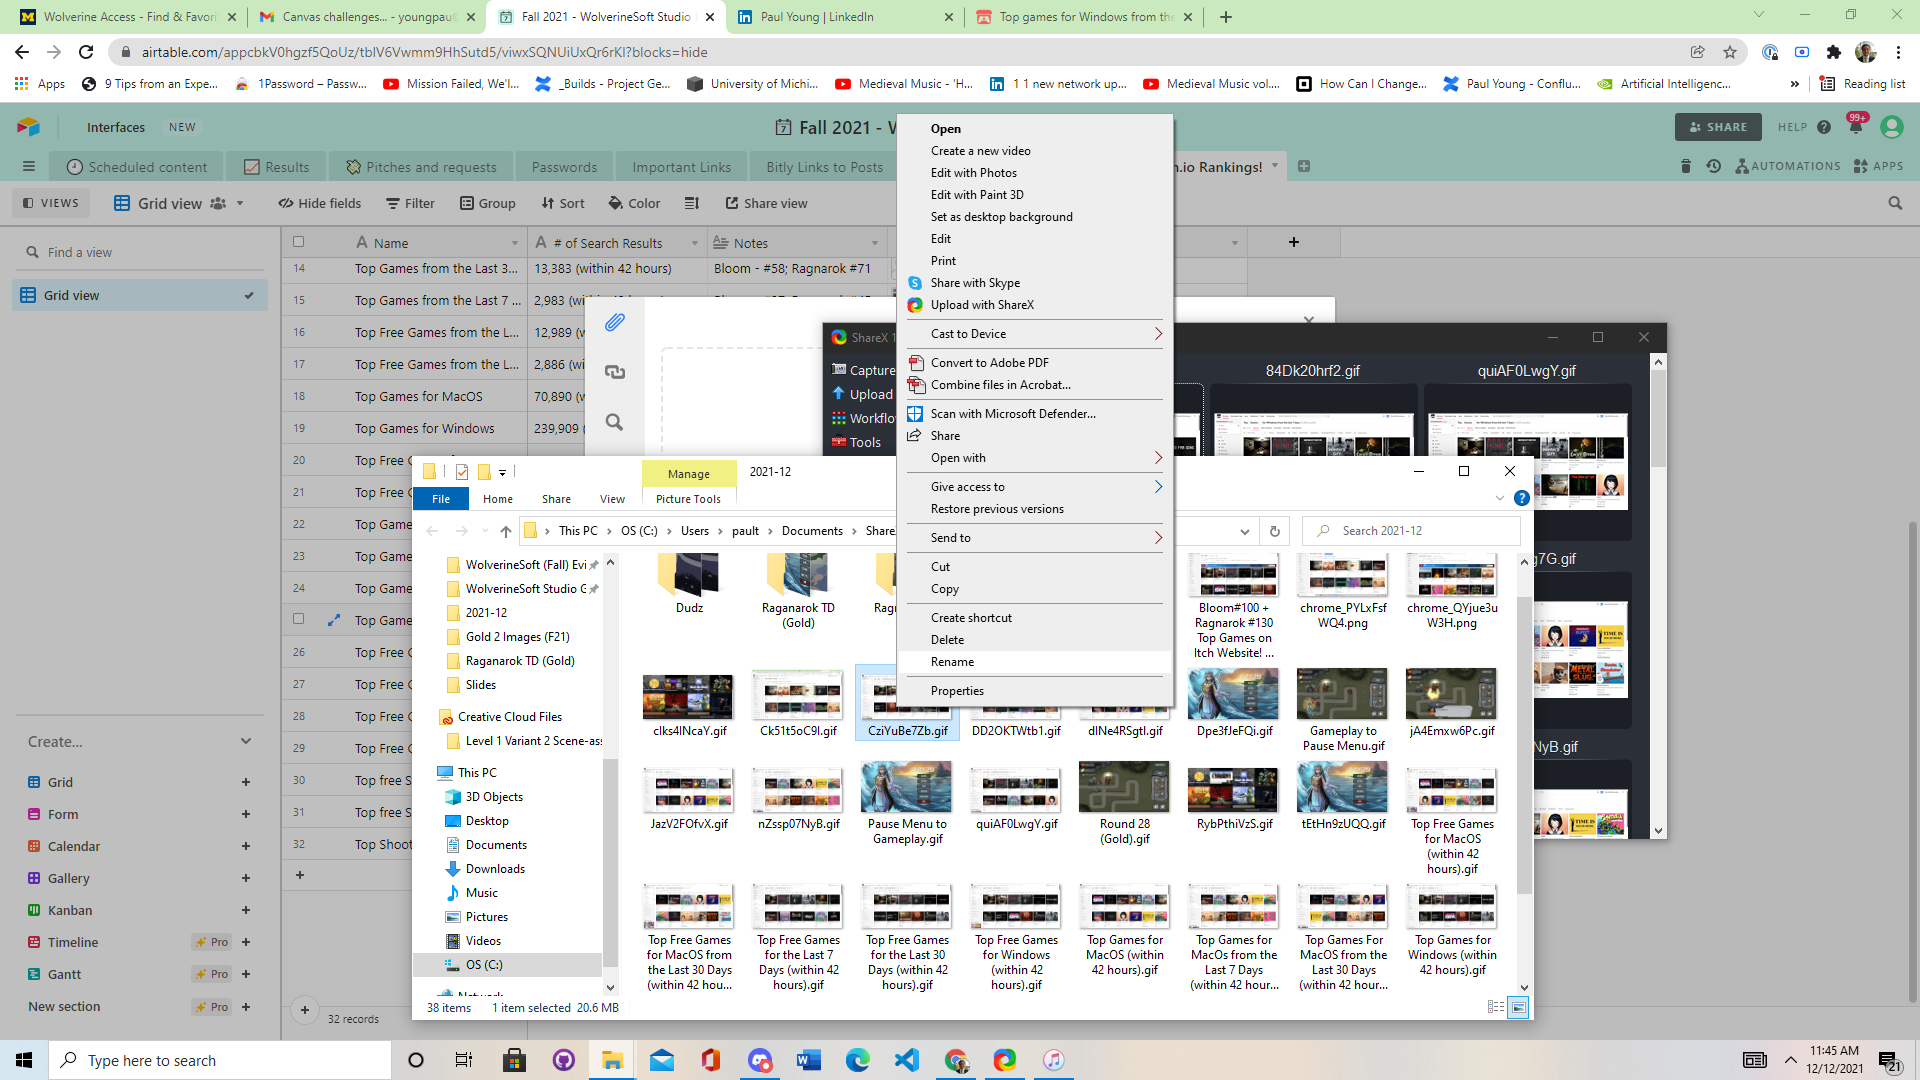 Wolverine Access - Find & Favori
Canvas challenges... - youngpau@
Fall 2021 - WolverineSoft Studio
Paul Young | LinkedIn
Top games for Windows from the
airtable.com/appcbkV0hgzf5QoUz/tblV6Vwmm9HhSutd5/viwxSQNUiUxQr6rKl?blocks=hide
Apps
9 Tips from an Expe...
1Password – Passw...
Mission Failed, We'l...
_Builds - Project Ge...
University of Michi...
Medieval Music - 'H...
1 1 new network up...
Medieval Music vol....
How Can I Change...
Paul Young - Conflu...
Artificial Intelligenc...
»
Reading list
Interfaces
NEW
Fall 2021 - W
SHARE
HELP
99+
Scheduled content
Results
Pitches and requests
Passwords
Important Links
Bitly Links to Posts
h.io Rankings!
AUTOMATIONS
APPS
VIEWS
Grid view
Hide fields
Filter
Group
Sort
Color
Share view
Find a view
Grid view
Name
# of Search Results
Notes
14 Top Games from the Last 3... 13,383 (within 42 hours) Bloom - #58; Ragnarok #71
15 Top Games from the Last 7 ... 2,983 (wi
16 Top Free Games from the L... 12,989 (w
17 Top Free Games from the L... 2,886 (wi
18 Top Games for MacOS 70,890 (w
19 Top Games for Windows 239,909 (
20 Top Free G
21 Top Free G
22 Top Game
23 Top Game
24 Top Game
Top Game
26 Top Free G
27 Top Free G
28 Top Free G
29 Top Free G
30 Top free S
31 Top free S
32 Top Shoot
32 records
Create...
Grid
Form
Calendar
Gallery
Kanban
Timeline
Pro
Gantt
Pro
New section
Pro
Open
Create a new video
Edit with Photos
Edit with Paint 3D
Set as desktop background
Edit
Print
Share with Skype
Upload with ShareX
Cast to Device
Convert to Adobe PDF
Combine files in Acrobat...
Scan with Microsoft Defender...
Share
Open with
Give access to
Restore previous versions
Send to
Cut
Copy
Create shortcut
Delete
Rename
Properties
ShareX 1
Capture
Upload
Workflo
Tools
84Dk20hrf2.gif
quiAF0LwgY.gif
g7G.gif
NyB.gif
Manage
2021-12
File
Home
Share
View
Picture Tools
This PC
OS (C:)
Users
pault
Documents
Share
Search 2021-12
WolverineSoft (Fall) Evi
WolverineSoft Studio G
2021-12
Gold 2 Images (F21)
Raganarok TD (Gold)
Slides
Creative Cloud Files
Level 1 Variant 2 Scene-ass
This PC
3D Objects
Desktop
Documents
Downloads
Music
Pictures
Videos
OS (C:)
Dudz
Raganarok TD
(Gold)
Ragn
Bloom#100 +
Ragnarok #130
Top Games on
Itch Website! ...
chrome_PYLxFsf
WQ4.png
chrome_QYjue3u
W3H.png
clks4lNcaY.gif
Ck51t5oC9l.gif
CziYuBe7Zb.gif
DD2OKTWtb1.gif
dlNe4RSgtl.gif
Dpe3fJeFQi.gif
Gameplay to
Pause Menu.gif
jA4Emxw6Pc.gif
JazV2FOfvX.gif
nZssp07NyB.gif
Pause Menu to
Gameplay.gif
quiAF0LwgY.gif
Round 28
(Gold).gif
RybPthiVzS.gif
tEtHn9zUQQ.gif
Top Free Games
for MacOS
(within 42
hours).gif
Top Free Games
for MacOS from
the Last 30 Days
(within 42 hou...
Top Free Games
for the Last 7
Days (within 42
hours).gif
Top Free Games
for the Last 30
Days (within 42
hours).gif
Top Free Games
for Windows
(within 42
hours).gif
Top Games for
MacOS (within
42 hours).gif
Top Games for
MacOs from the
Last 7 Days
(within 42 hour...
Top Games For
MacOS from the
Last 30 Days
(within 42 hour...
Top Games for
Windows (within
42 hours).gif
38 items
1 item selected 20.6 MB
Type here to search
11:45 AM
12/12/2021
21